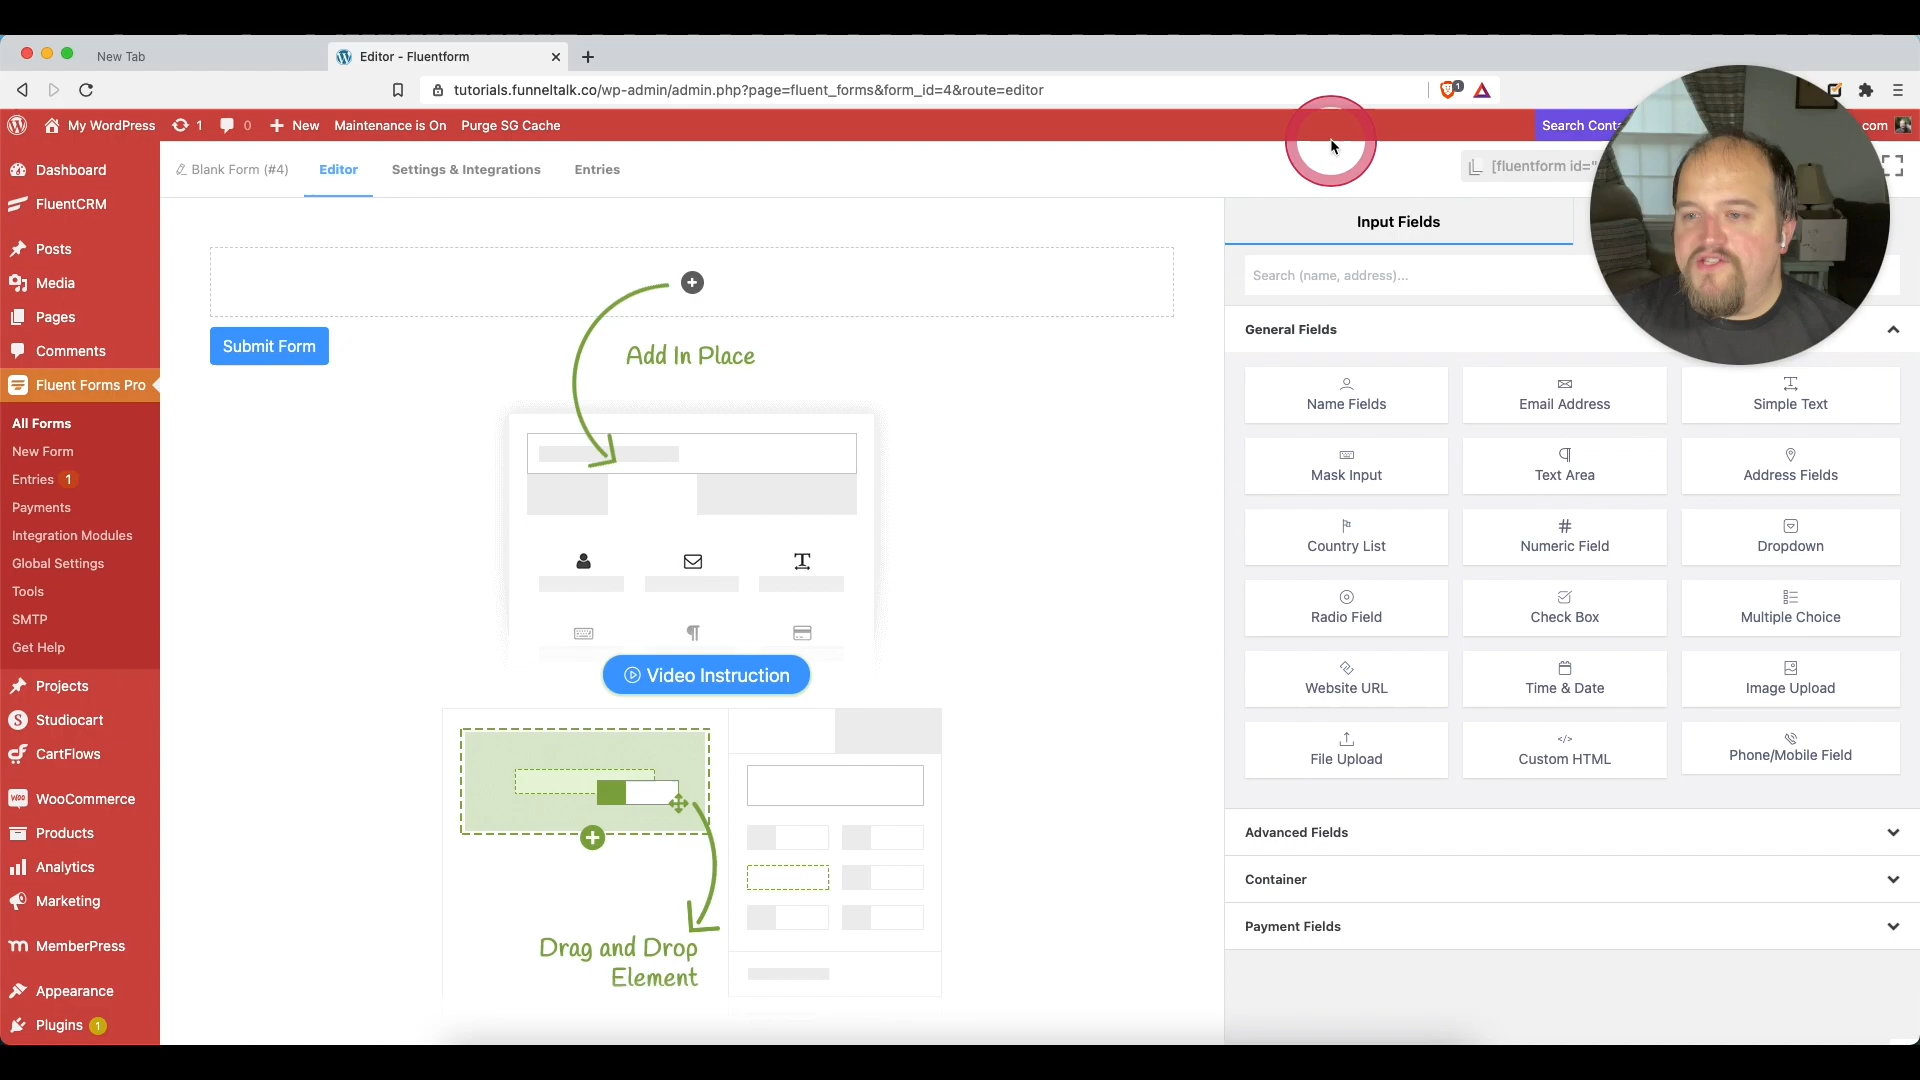 New Tab
Editor - Fluentform
tutorials.funneltalk.co/wp-admin/admin.php?page=fluent_forms&form_id=4&route=editor
1
My WordPress
1
0
New
Maintenance is On
Purge SG Cache
Search
com
Dashboard
FluentCRM
Posts
Media
Pages
Comments
Fluent Forms Pro
All Forms
New Form
Entries 1
Payments
Integration Modules
Global Settings
Tools
SMTP
Get Help
Projects
Studiocart
CartFlows
WooCommerce
Products
Analytics
Marketing
MemberPress
Appearance
Plugins 1
Blank Form (#4)
Editor
Settings & Integrations
Entries
[fluentform id="
Submit Form
Add In Place
Video Instruction
Drag and Drop
Element
Input Fields
Search (name, address)...
General Fields
Name Fields
Email Address
Simple Text
Mask Input
Text Area
Address Fields
Country List
Numeric Field
Dropdown
Radio Field
Check Box
Multiple Choice
Website URL
Time & Date
Image Upload
File Upload
Custom HTML
Phone/Mobile Field
Advanced Fields
Container
Payment Fields